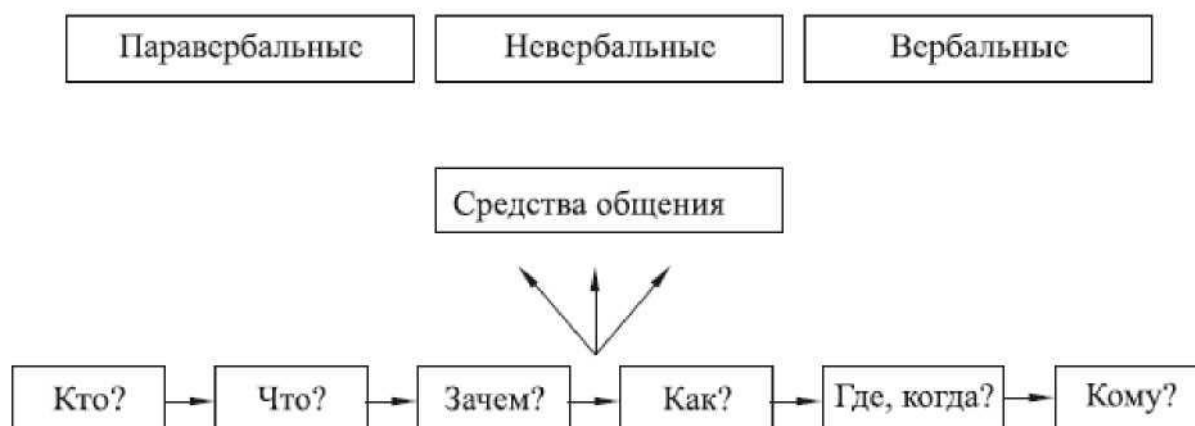 Паравербальные Невербальные Вербальные
Средства общения
Кто? Что? Зачем? Как? Где, когда? Кому?